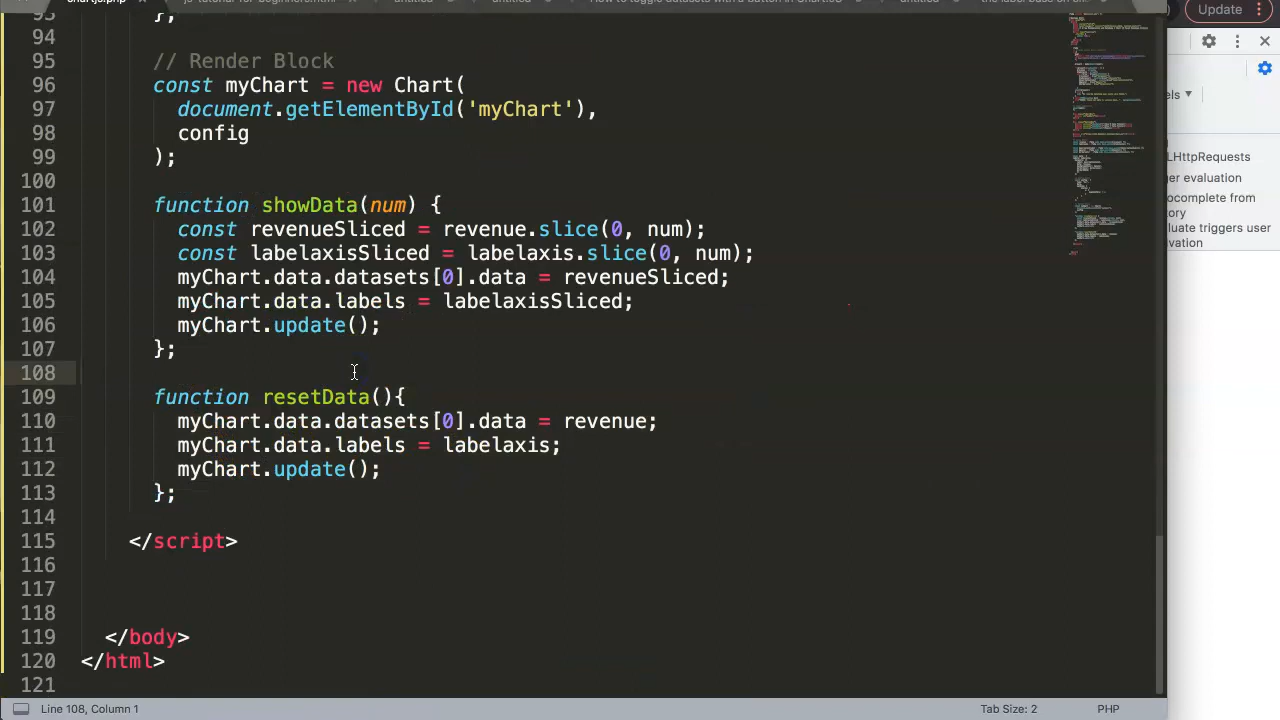 Update
93 };
94
95 // Render Block
96 const myChart = new Chart(
97 document.getElementById('myChart'),
98 config
99 );
100
101 function showData(num) {
102 const revenueSliced = revenue.slice(0, num);
103 const labelaxisSliced = labelaxis.slice(0, num);
104 myChart.data.datasets[0].data = revenueSliced;
105 myChart.data.labels = labelaxisSliced;
106 myChart.update();
107 };
108
109 function resetData(){
110 myChart.data.datasets[0].data = revenue;
111 myChart.data.labels = labelaxis;
112 myChart.update();
113 };
114
115 </script>
116
117
118
119 </body>
120 </html>
121
els
LHttpRequests
ger evaluation
ocomplete from
tory
luate triggers user
vation
Line 108, Column 1
Tab Size: 2
PHP